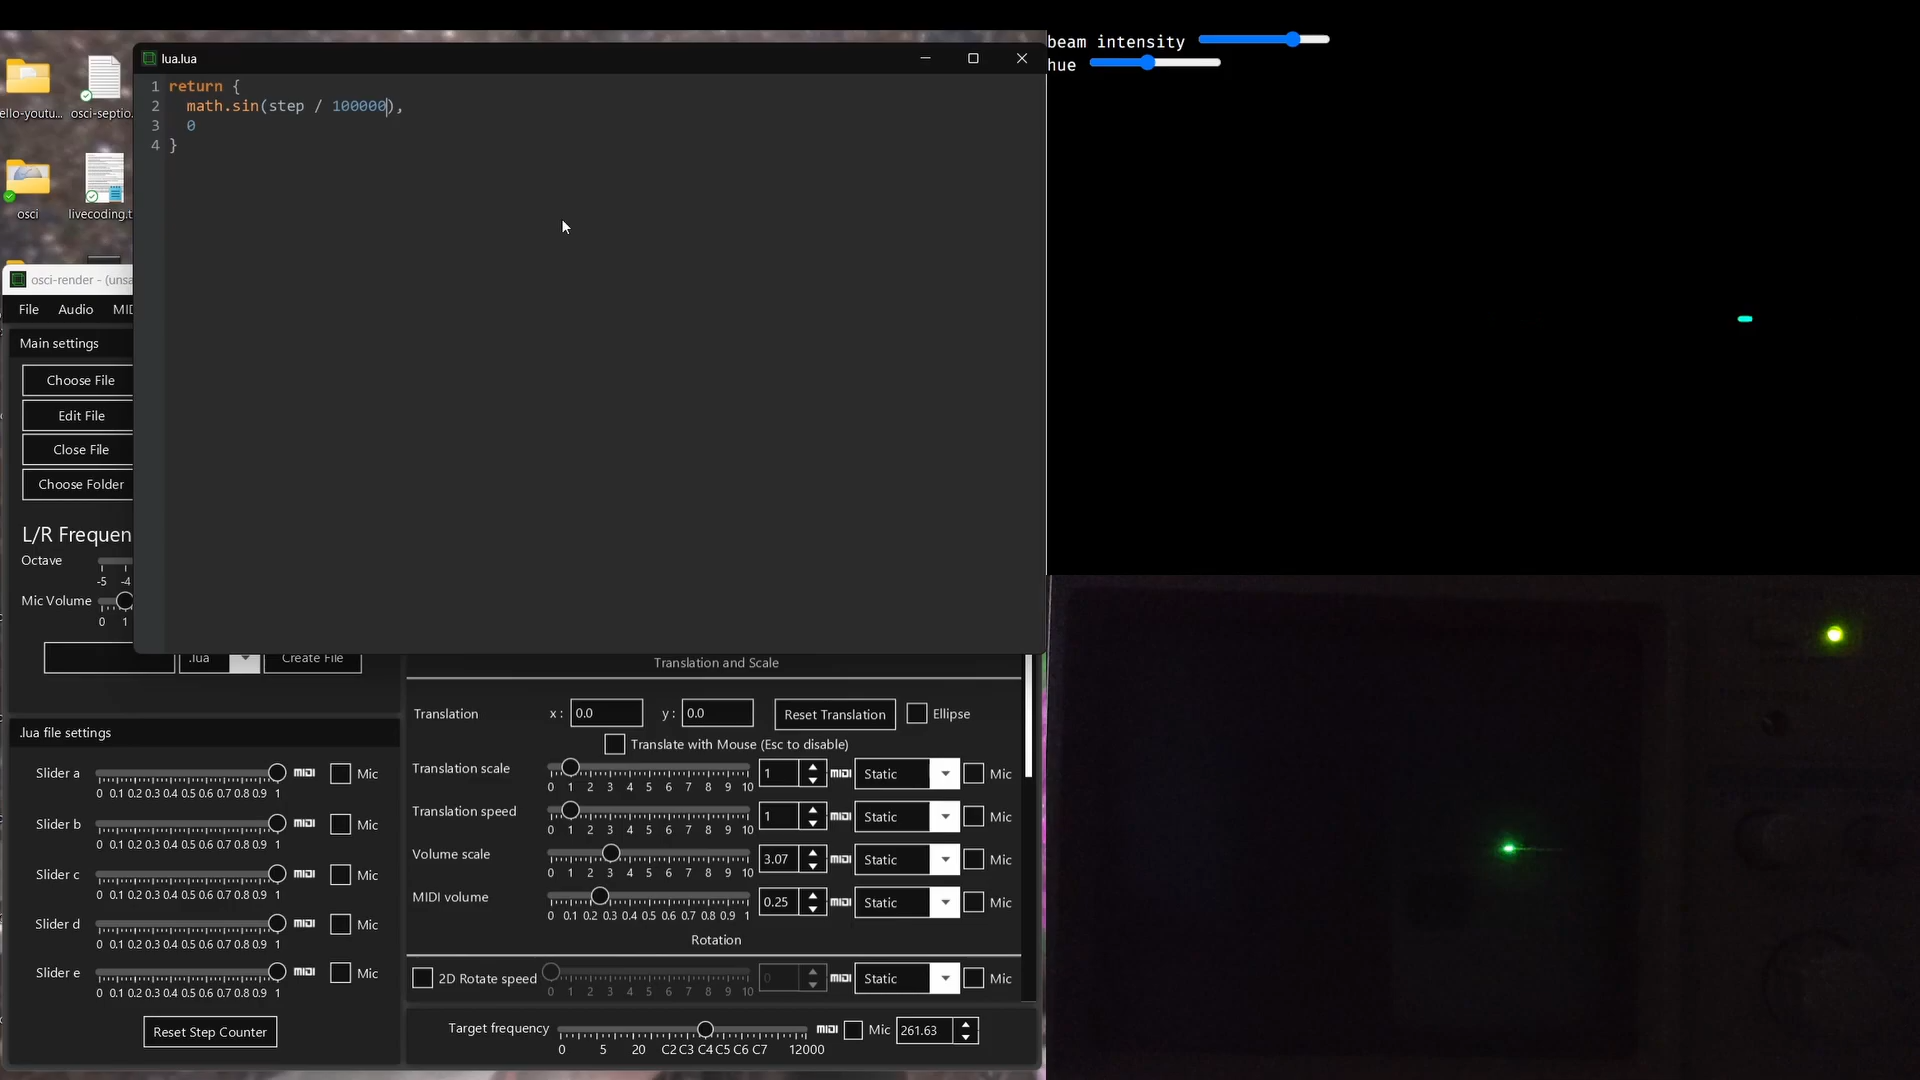 beam intensity
hue
lua.lua
1 return {
2 math.sin(step / 100000),
3 0
4 }
ello-youtu...
osci-septio.
osci
livecoding.t
osci-render - (unsa
File Audio MID
Main settings
Choose File
Edit File
Close File
Choose Folder
L/R Frequen
Octave
-5 -4
Mic Volume
0 1
.lua
Create File
.lua file settings
Slider a MIDI Mic
0 0.1 0.2 0.3 0.4 0.5 0.6 0.7 0.8 0.9 1
Slider b MIDI Mic
0 0.1 0.2 0.3 0.4 0.5 0.6 0.7 0.8 0.9 1
Slider c MIDI Mic
0 0.1 0.2 0.3 0.4 0.5 0.6 0.7 0.8 0.9 1
Slider d MIDI Mic
0 0.1 0.2 0.3 0.4 0.5 0.6 0.7 0.8 0.9 1
Slider e MIDI Mic
0 0.1 0.2 0.3 0.4 0.5 0.6 0.7 0.8 0.9 1
Reset Step Counter
Translation and Scale
Translation x: 0.0 y: 0.0 Reset Translation Ellipse
Translate with Mouse (Esc to disable)
Translation scale 1 MIDI Static Mic
0 1 2 3 4 5 6 7 8 9 10
Translation speed 1 MIDI Static Mic
0 1 2 3 4 5 6 7 8 9 10
Volume scale 3.07 MIDI Static Mic
0 1 2 3 4 5 6 7 8 9 10
MIDI volume 0.25 MIDI Static Mic
0 0.1 0.2 0.3 0.4 0.5 0.6 0.7 0.8 0.9 1
Rotation
2D Rotate speed 0 MIDI Static Mic
0 1 2 3 4 5 6 7 8 9 10
Target frequency MIDI Mic 261.63
0 5 20 C2 C3 C4 C5 C6 C7 12000